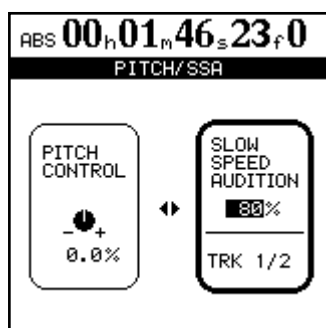 ABS 00h01m46s23f0
PITCH/SSA
PITCH
CONTROL
- +
0.0%
SLOW
SPEED
AUDITION
80%
TRK 1/2